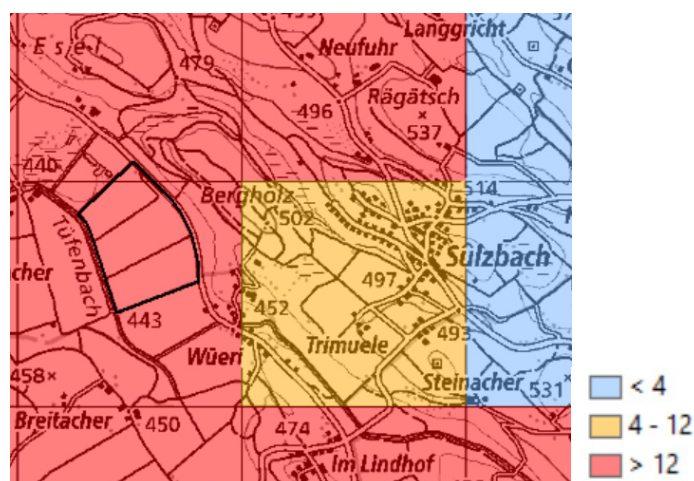 Langgricht
Esel
Neufuhr
479
Rägätsch
496
537
440
514
Bergholz
502
Sulzbach
Tüfenbach
cher
497
452
443
493
Trimuele
Wüeri
458
Steinacher
531
Breitacher
450
474
Im Lindhof
< 4
4 - 12
> 12